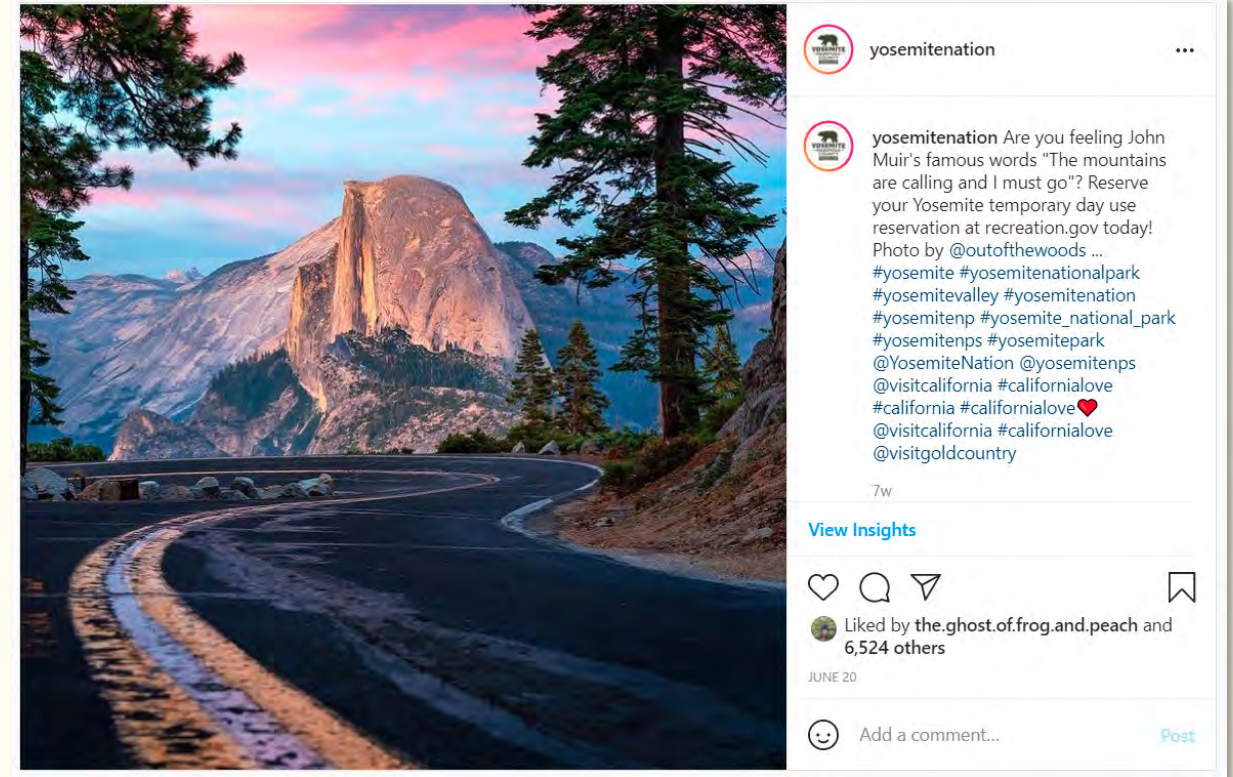 yosemitenation
yosemitenation Are you feeling John
Muir's famous words "The mountains
are calling and I must go"? Reserve
your Yosemite temporary day use
reservation at recreation.gov today!
Photo by @outofthewoods ...
#yosemite #yosemitenationalpark
#yosemitevalley #yosemitenation
#yosemitenp #yosemite_national_park
#yosemitenps #yosemitepark
@YosemiteNation @yosemitenps
@visitcalifornia #californialove
#california #californialove❤
@visitcalifornia #californialove
@visitgoldcountry
7w
View Insights
Liked by the.ghost.of.frog.and.peach and
6,524 others
JUNE 20
Add a comment... Post